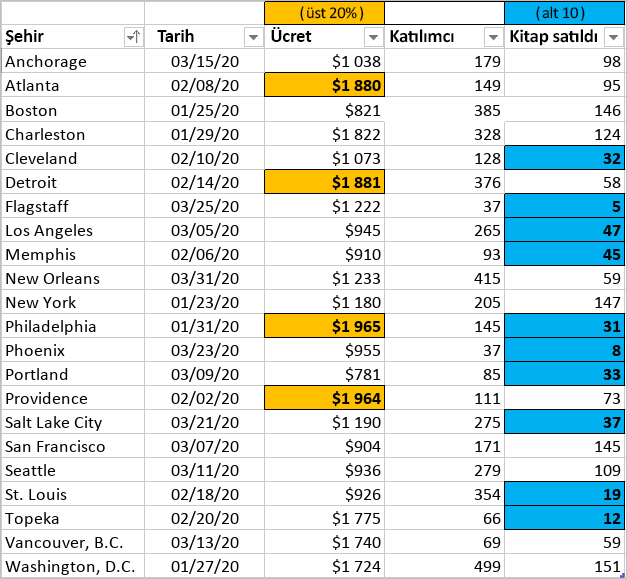 (üst 20%) (alt 10)
Şehir Tarih Ücret Katılımcı Kitap satıldı
Anchorage 03/15/20 $1 038 179 98
Atlanta 02/08/20 $1 880 149 95
Boston 01/25/20 $821 385 146
Charleston 01/29/20 $1 822 328 124
Cleveland 02/10/20 $1 073 128 32
Detroit 02/14/20 $1 881 376 58
Flagstaff 03/25/20 $1 222 37 5
Los Angeles 03/05/20 $945 265 47
Memphis 02/06/20 $910 93 45
New Orleans 03/31/20 $1 233 415 59
New York 01/23/20 $1 180 205 147
Philadelphia 01/31/20 $1 965 145 31
Phoenix 03/23/20 $955 37 8
Portland 03/09/20 $781 85 33
Providence 02/02/20 $1 964 111 73
Salt Lake City 03/21/20 $1 190 275 37
San Francisco 03/07/20 $904 171 145
Seattle 03/11/20 $936 279 109
St. Louis 02/18/20 $926 354 19
Topeka 02/20/20 $1 775 66 12
Vancouver, B.C. 03/13/20 $1 740 69 59
Washington, D.C. 01/27/20 $1 724 499 151